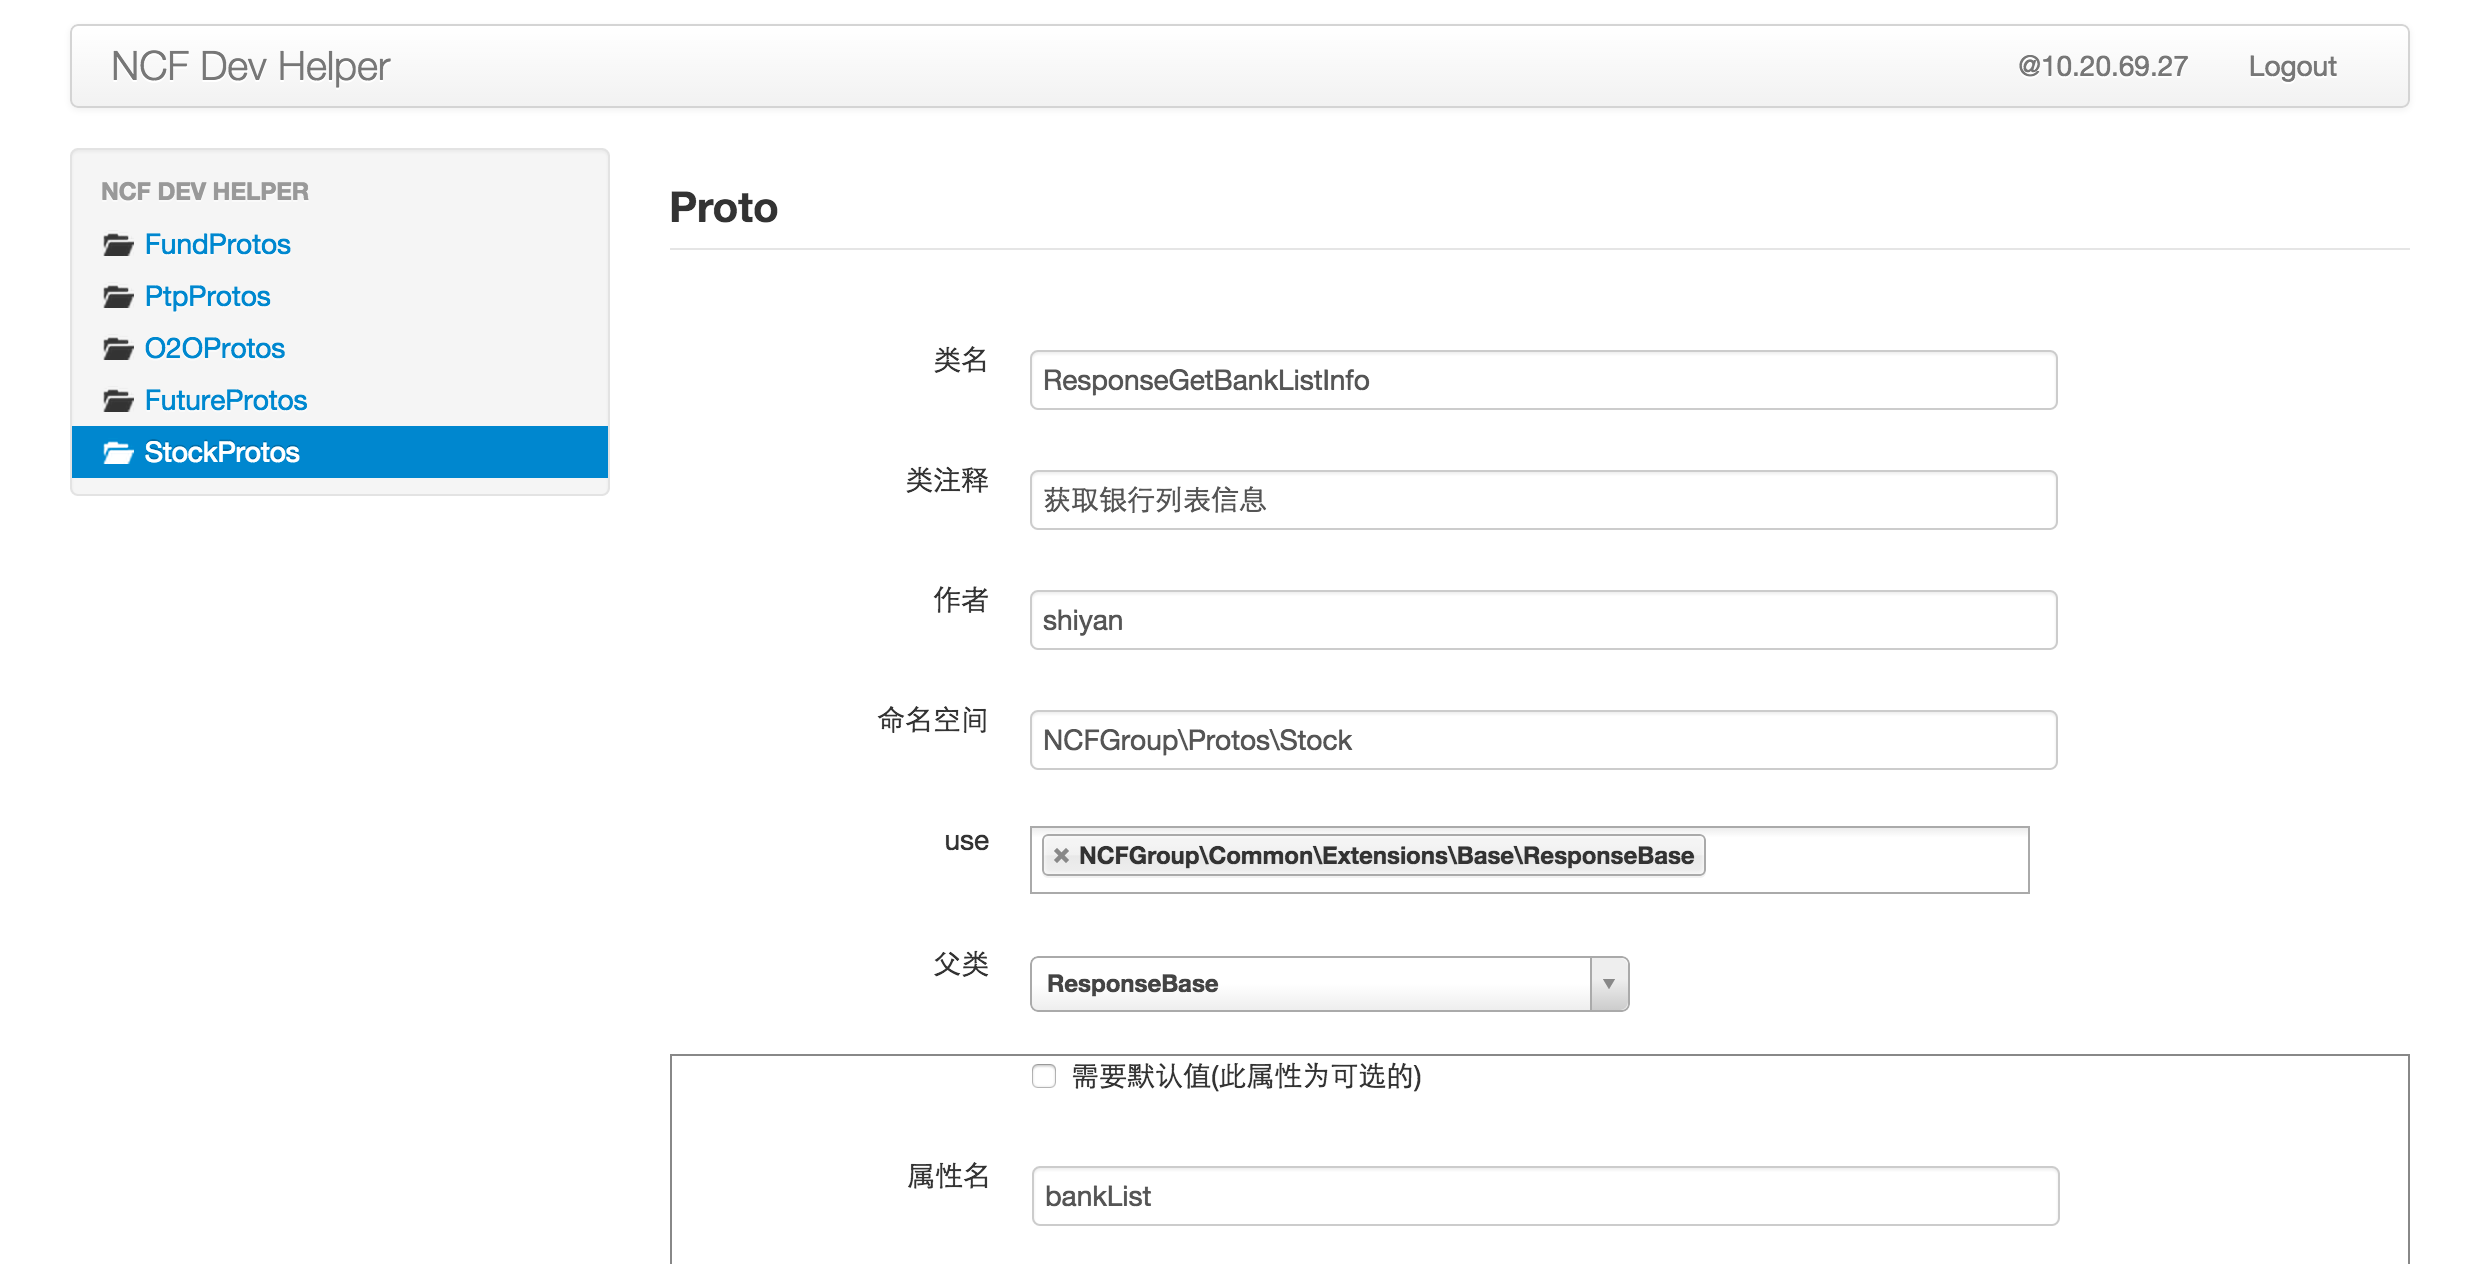 NCF Dev Helper @10.20.69.27 Logout
NCF DEV HELPER
FundProtos
PtpProtos
O2OProtos
FutureProtos
StockProtos
Proto
类名 ResponseGetBankListInfo
类注释 获取银行列表信息
作者 shiyan
命名空间 NCFGroup\Protos\Stock
use NCFGroup\Common\Extensions\Base\ResponseBase
父类 ResponseBase
需要默认值(此属性为可选的)
属性名 bankList